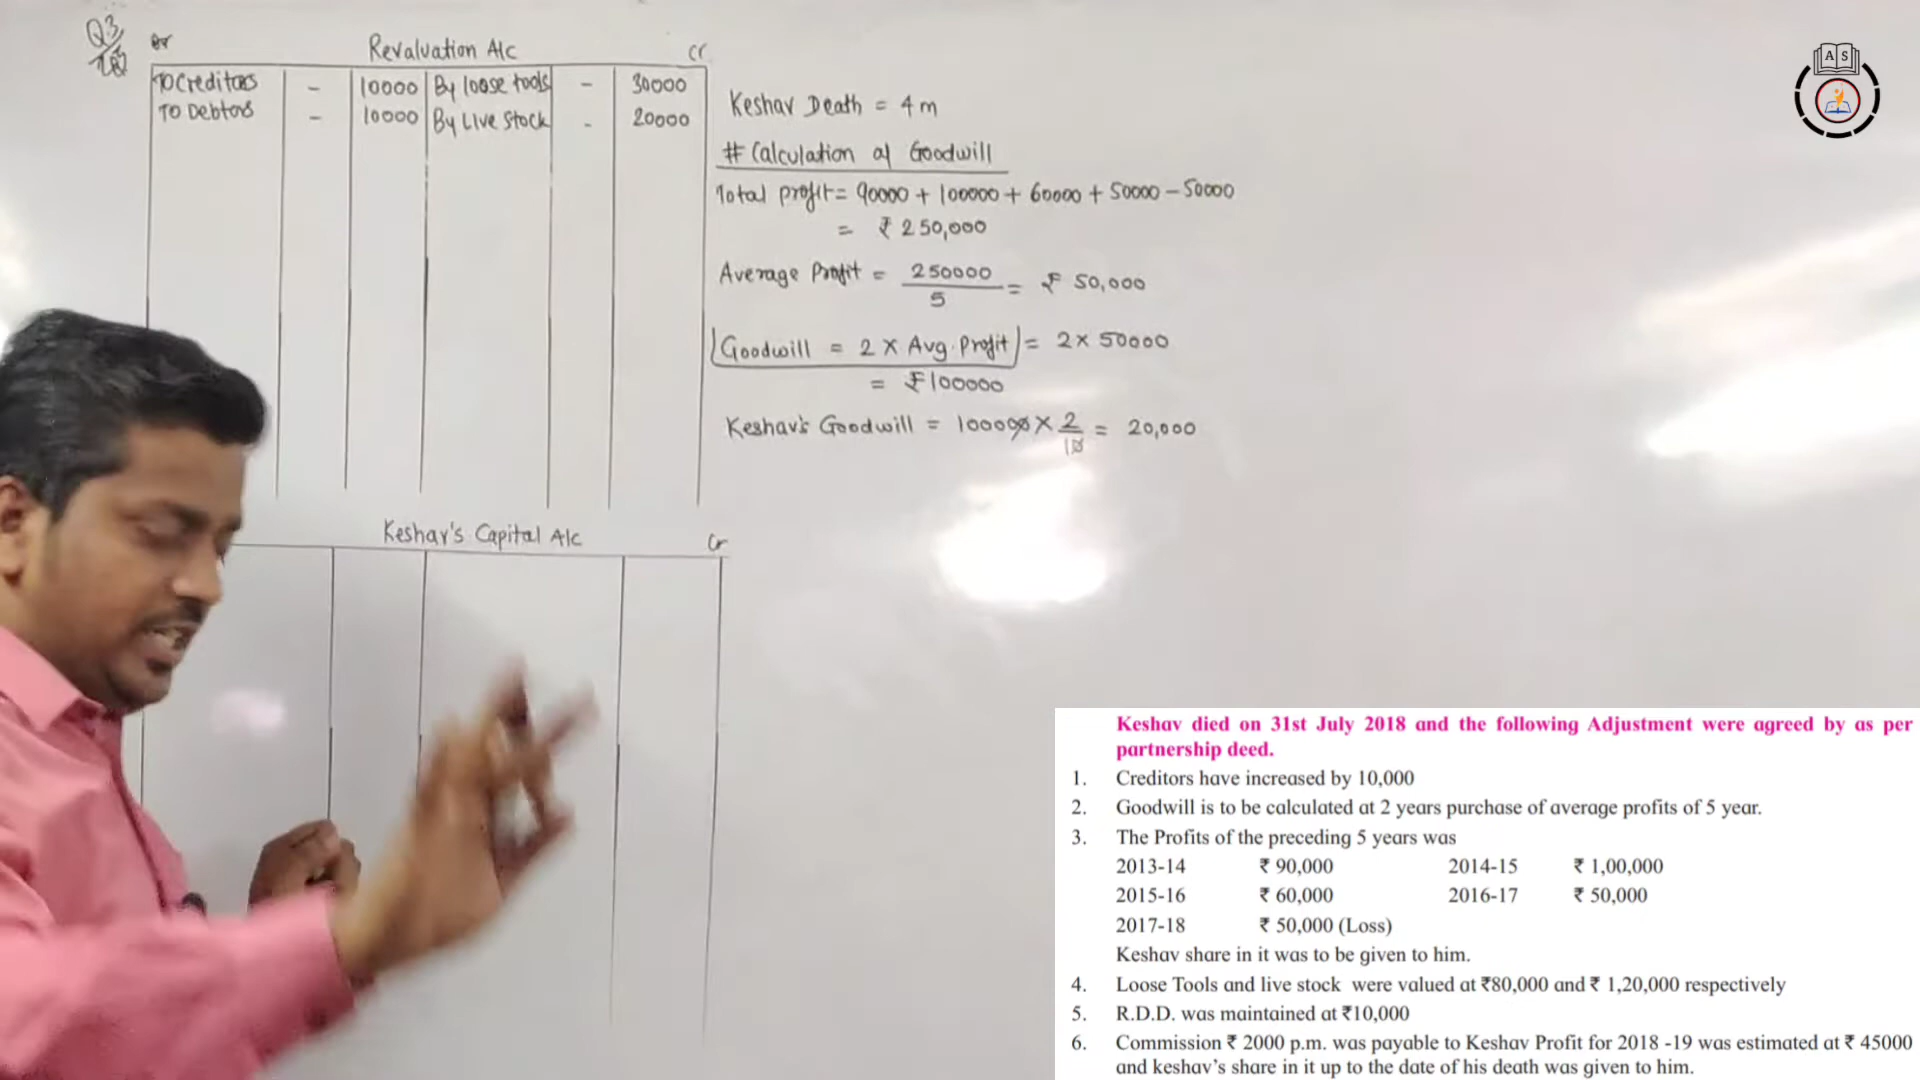 Q3
Dr Revaluation A/c Cr
To Creditors - 10000 By loose tools - 30000
To Debtors - 10000 By Live Stock - 20000
Keshav Death = 4 m
# Calculation of Goodwill
Total profit = 90000 + 100000 + 60000 + 50000 - 50000
= ₹ 250,000
Average Profit = 250000 / 5 = ₹ 50,000
Goodwill = 2 × Avg. Profit = 2 × 50000
= ₹ 100000
Keshav's Goodwill = 100000 × 2/10 = 20,000
Keshav's Capital A/c Cr
A S
Keshav died on 31st July 2018 and the following Adjustment were agreed by as per
partnership deed.
1. Creditors have increased by 10,000
2. Goodwill is to be calculated at 2 years purchase of average profits of 5 year.
3. The Profits of the preceding 5 years was
2013-14 ₹ 90,000 2014-15 ₹ 1,00,000
2015-16 ₹ 60,000 2016-17 ₹ 50,000
2017-18 ₹ 50,000 (Loss)
Keshav share in it was to be given to him.
4. Loose Tools and live stock were valued at ₹80,000 and ₹ 1,20,000 respectively
5. R.D.D. was maintained at ₹10,000
6. Commission ₹ 2000 p.m. was payable to Keshav Profit for 2018 -19 was estimated at ₹ 45000
and keshav's share in it up to the date of his death was given to him.